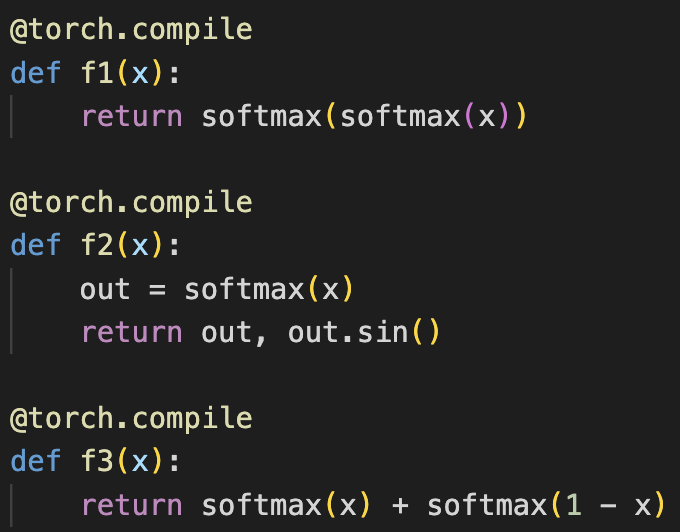 @torch.compile
def f1(x):
    return softmax(softmax(x))
@torch.compile
def f2(x):
    out = softmax(x)
    return out, out.sin()
@torch.compile
def f3(x):
    return softmax(x) + softmax(1 - x)